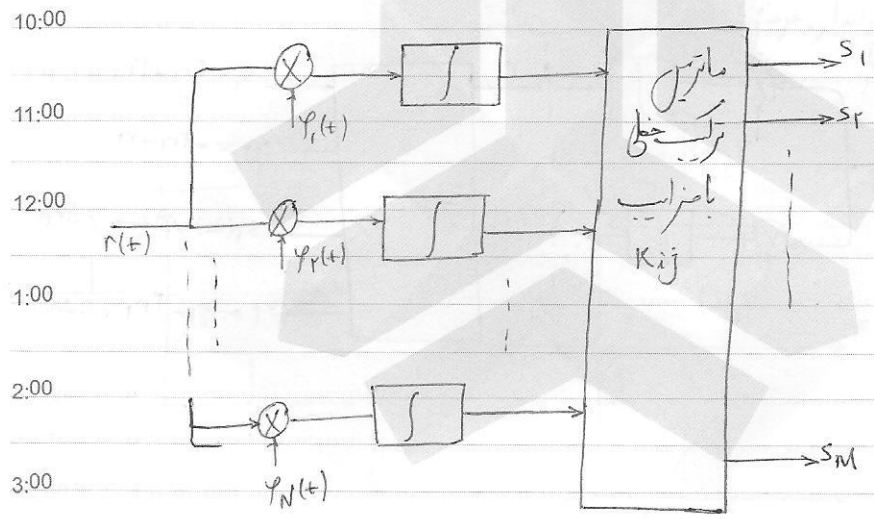 10:00
S۱
ماتریس
11:00
φ۱(t)
ترکیب خطی
S۲
12:00
با ضرایب
r(t)
φ۲(t)
Kij
1:00
2:00
SM
3:00
φN(t)